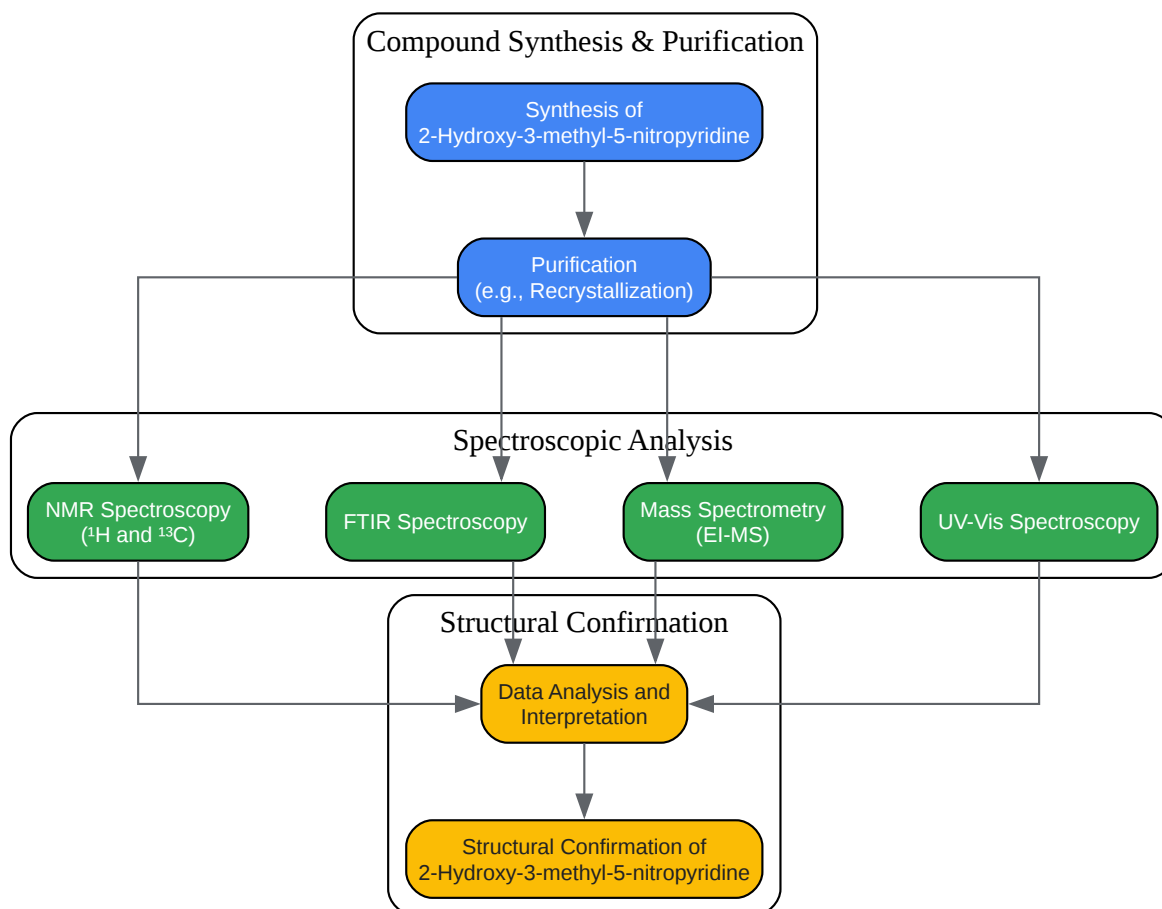 Compound Synthesis & Purification
Synthesis of
2-Hydroxy-3-methyl-5-nitropyridine
Purification
(e.g., Recrystallization)
Spectroscopic Analysis
NMR Spectroscopy
(¹H and ¹³C)
FTIR Spectroscopy
Mass Spectrometry
(EI-MS)
UV-Vis Spectroscopy
Structural Confirmation
Data Analysis and
Interpretation
Structural Confirmation of
2-Hydroxy-3-methyl-5-nitropyridine